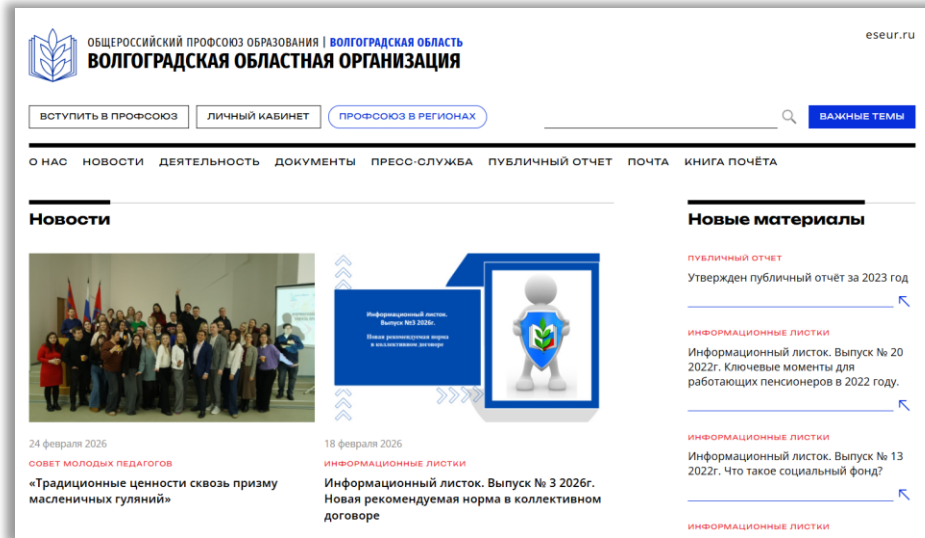 ОБЩЕРОССИЙСКИЙ ПРОФСОЮЗ ОБРАЗОВАНИЯ | ВОЛГОГРАДСКАЯ ОБЛАСТЬ
ВОЛГОГРАДСКАЯ ОБЛАСТНАЯ ОРГАНИЗАЦИЯ
eseur.ru
ВСТУПИТЬ В ПРОФСОЮЗ ЛИЧНЫЙ КАБИНЕТ ПРОФСОЮЗ В РЕГИОНАХ ВАЖНЫЕ ТЕМЫ
О НАС НОВОСТИ ДЕЯТЕЛЬНОСТЬ ДОКУМЕНТЫ ПРЕСС-СЛУЖБА ПУБЛИЧНЫЙ ОТЧЕТ ПОЧТА КНИГА ПОЧЁТА
Новости
Информационный листок.
Выпуск №3 2026г.
Новая рекомендуемая норма
в коллективном договоре
24 февраля 2026
СОВЕТ МОЛОДЫХ ПЕДАГОГОВ
«Традиционные ценности сквозь призму
масленичных гуляний»
18 февраля 2026
ИНФОРМАЦИОННЫЕ ЛИСТКИ
Информационный листок. Выпуск № 3 2026г.
Новая рекомендуемая норма в коллективном
договоре
Новые материалы
ПУБЛИЧНЫЙ ОТЧЕТ
Утвержден публичный отчёт за 2023 год
ИНФОРМАЦИОННЫЕ ЛИСТКИ
Информационный листок. Выпуск № 20
2022г. Ключевые моменты для
работающих пенсионеров в 2022 году.
ИНФОРМАЦИОННЫЕ ЛИСТКИ
Информационный листок. Выпуск № 13
2022г. Что такое социальный фонд?
ИНФОРМАЦИОННЫЕ ЛИСТКИ